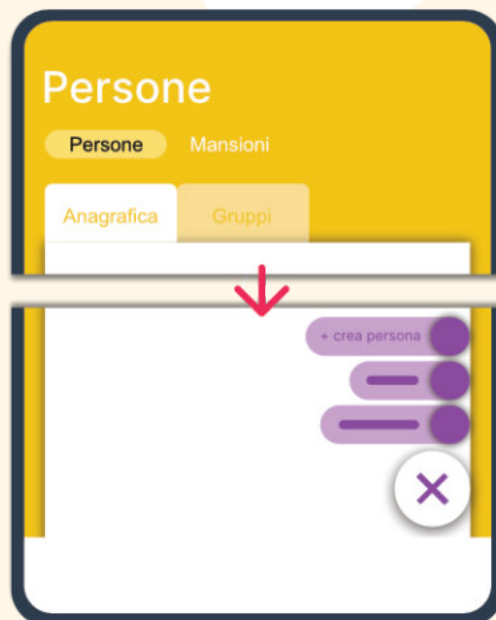 Persone
Persone Mansioni
Anagrafica Gruppi
+ crea persona